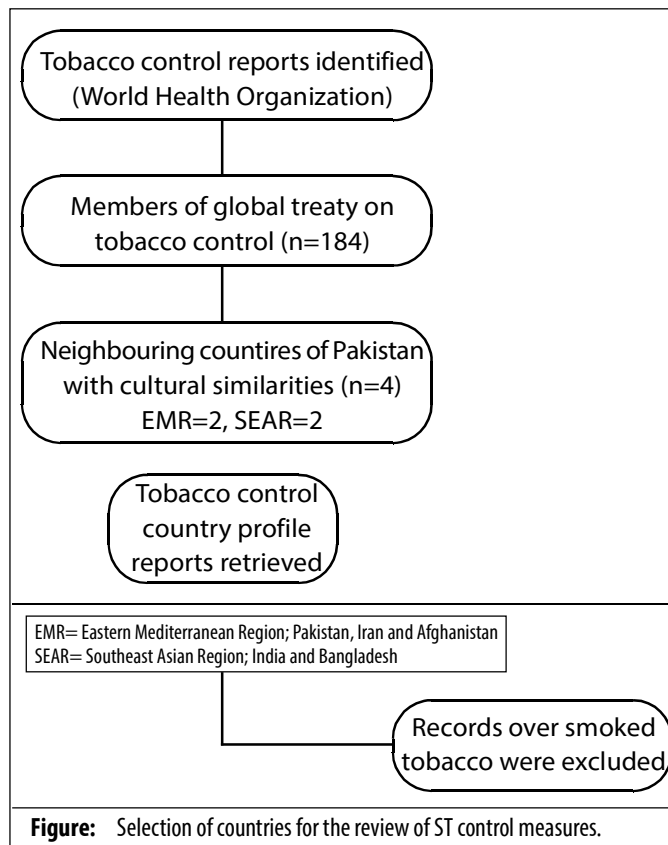 Tobacco control reports identified
(World Health Organization)
Members of global treaty on
tobacco control (n=184)
Neighbouring countires of Pakistan
with cultural similarities (n=4)
EMR=2, SEAR=2
Tobacco control
country profile
reports retrieved
EMR= Eastern Mediterranean Region; Pakistan, Iran and Afghanistan
SEAR= Southeast Asian Region; India and Bangladesh
Records over smoked
tobacco were excluded
Figure: Selection of countries for the review of ST control measures.